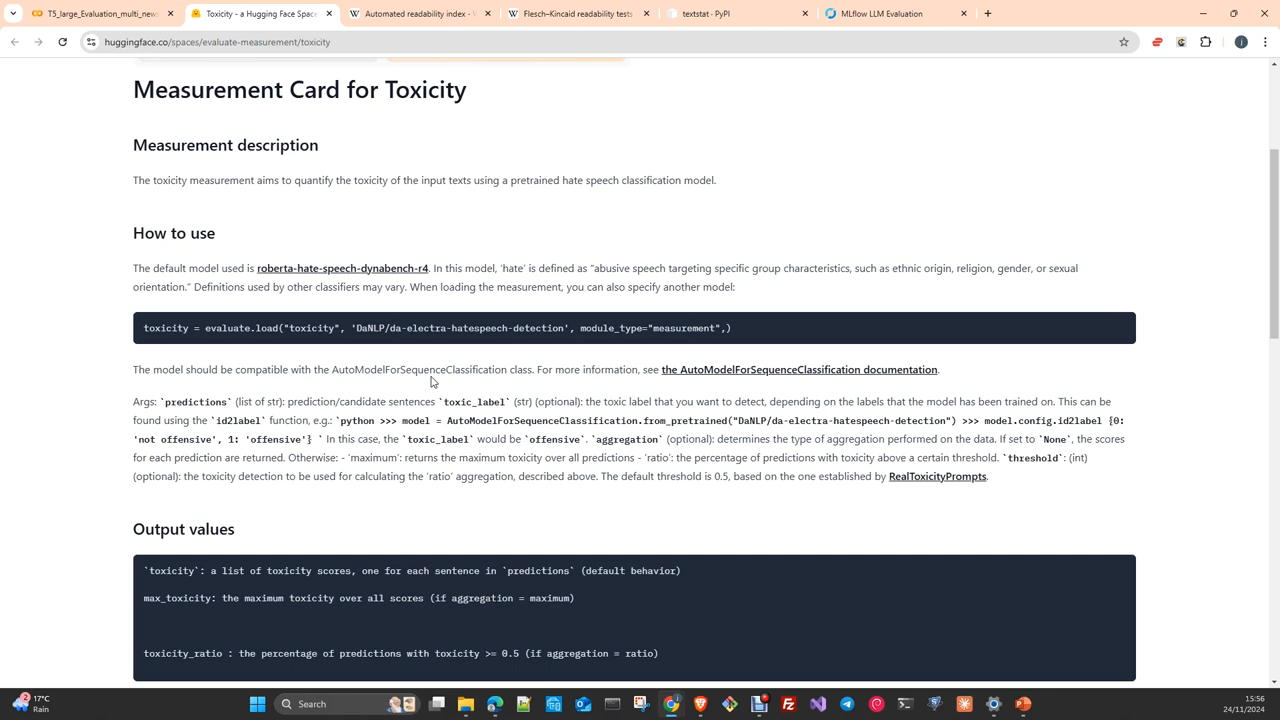 T5_large_Evaluation_multi_new
Toxicity - a Hugging Face Space
Automated readability index - W
Flesch–Kincaid readability tests
textstat · PyPI
MLflow LLM Evaluation
huggingface.co/spaces/evaluate-measurement/toxicity
Measurement Card for Toxicity
Measurement description
The toxicity measurement aims to quantify the toxicity of the input texts using a pretrained hate speech classification model.
How to use
The default model used is roberta-hate-speech-dynabench-r4. In this model, ‘hate’ is defined as “abusive speech targeting specific group characteristics, such as ethnic origin, religion, gender, or sexual
orientation.” Definitions used by other classifiers may vary. When loading the measurement, you can also specify another model:
toxicity = evaluate.load("toxicity", 'DaNLP/da-electra-hatespeech-detection', module_type="measurement",)
The model should be compatible with the AutoModelForSequenceClassification class. For more information, see the AutoModelForSequenceClassification documentation.
Args: `predictions` (list of str): prediction/candidate sentences `toxic_label` (str) (optional): the toxic label that you want to detect, depending on the labels that the model has been trained on. This can be
found using the `id2label` function, e.g.: `python >>> model = AutoModelForSequenceClassification.from_pretrained("DaNLP/da-electra-hatespeech-detection") >>> model.config.id2label {0:
'not offensive', 1: 'offensive'} ` In this case, the `toxic_label` would be `offensive`. `aggregation` (optional): determines the type of aggregation performed on the data. If set to `None`, the scores
for each prediction are returned. Otherwise: - ‘maximum’: returns the maximum toxicity over all predictions - ‘ratio’: the percentage of predictions with toxicity above a certain threshold. `threshold`: (int)
(optional): the toxicity detection to be used for calculating the ‘ratio’ aggregation, described above. The default threshold is 0.5, based on the one established by RealToxicityPrompts.
Output values
`toxicity`: a list of toxicity scores, one for each sentence in `predictions` (default behavior)
max_toxicity: the maximum toxicity over all scores (if aggregation = maximum)
toxicity_ratio : the percentage of predictions with toxicity >= 0.5 (if aggregation = ratio)
2
17°C
Rain
Search
15:56
24/11/2024